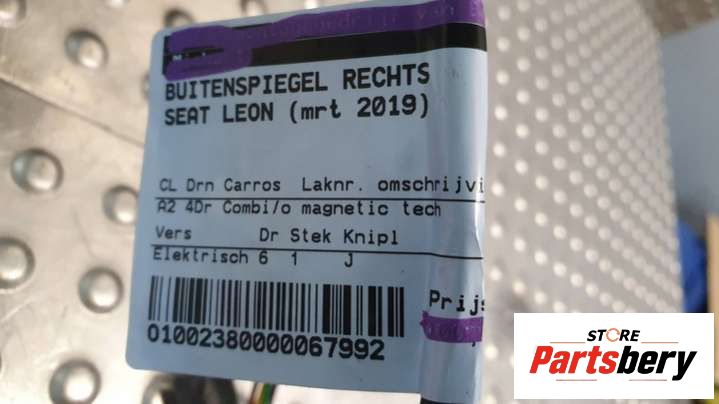 BUITENSPIEGEL RECHTS
SEAT LEON (mrt 2019)
CL Drn Carros Laknr. omschrijvi
A2 4Dr Combi/o magnetic tech
Vers Dr Stek Knipl
Elektrisch 6 1 J
Prijs
01002380000067992
STORE
Partsbery